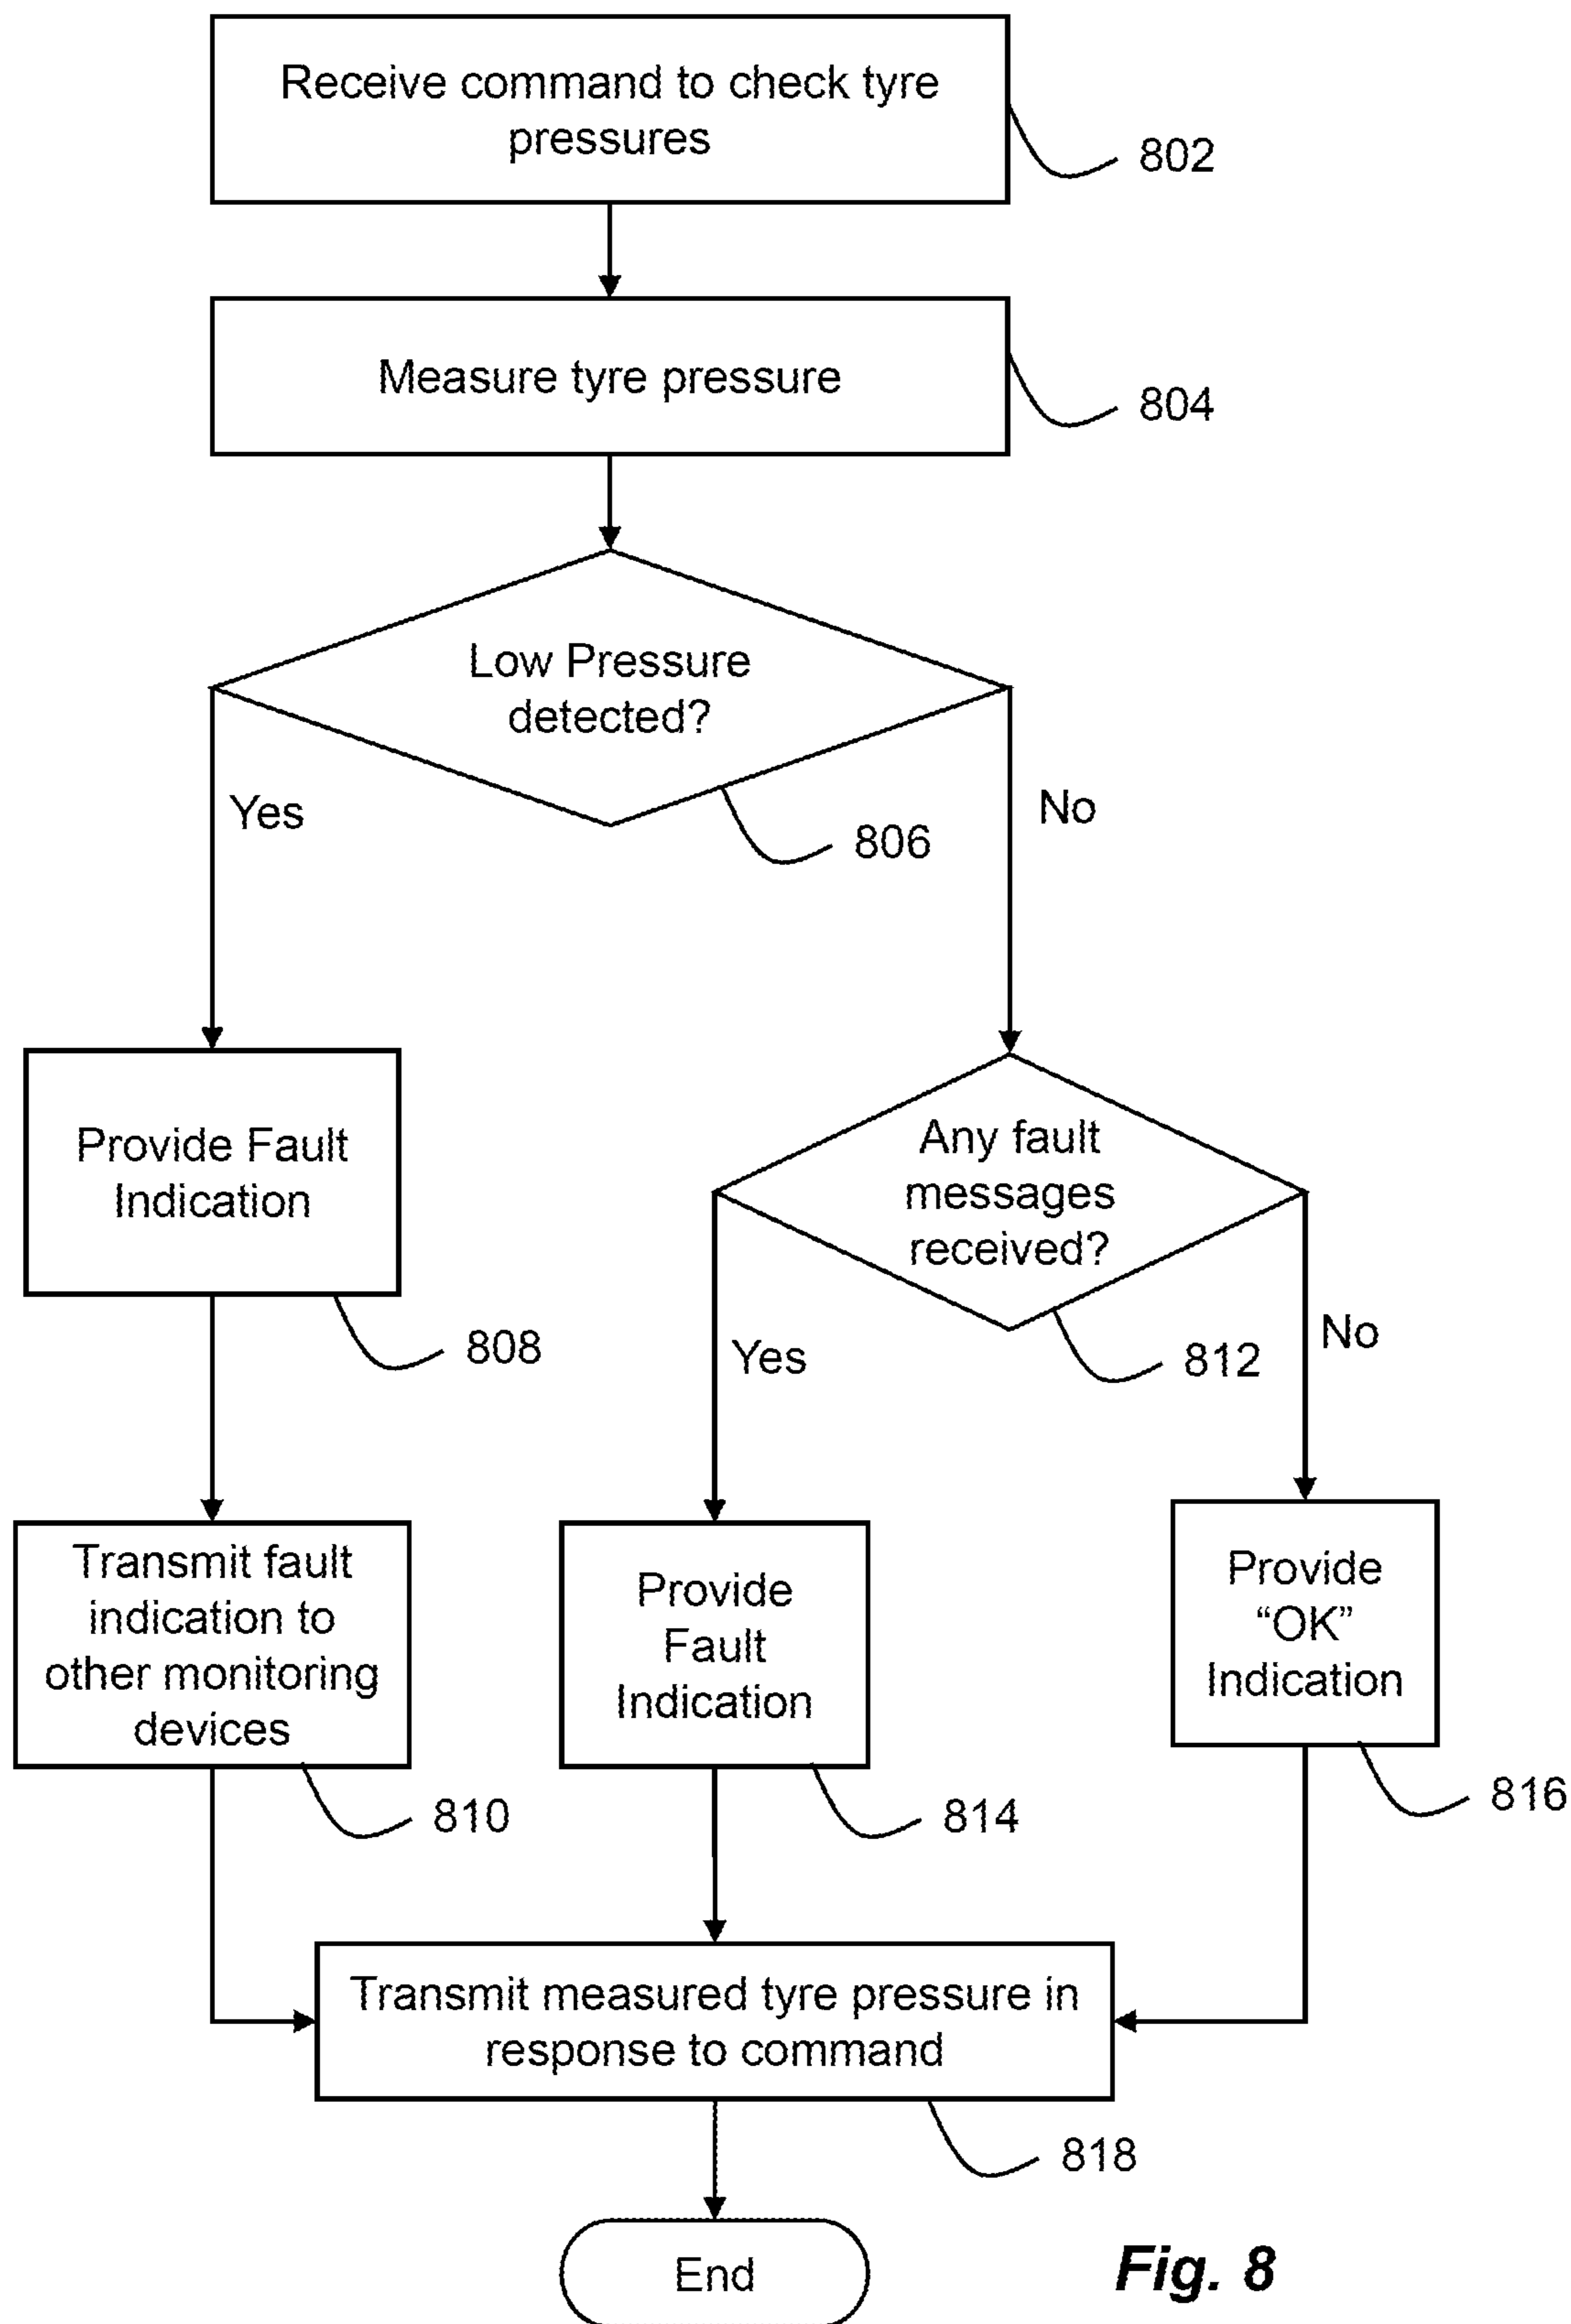 Receive command to check tyre
pressures
802
Measure tyre pressure
804
Low Pressure
detected?
806
Yes
No
Provide Fault
Indication
808
Any fault
messages
received?
812
Yes
No
Transmit fault
indication to
other monitoring
devices
810
Provide
Fault
Indication
814
Provide
“OK”
Indication
816
Transmit measured tyre pressure in
response to command
818
End
Fig. 8